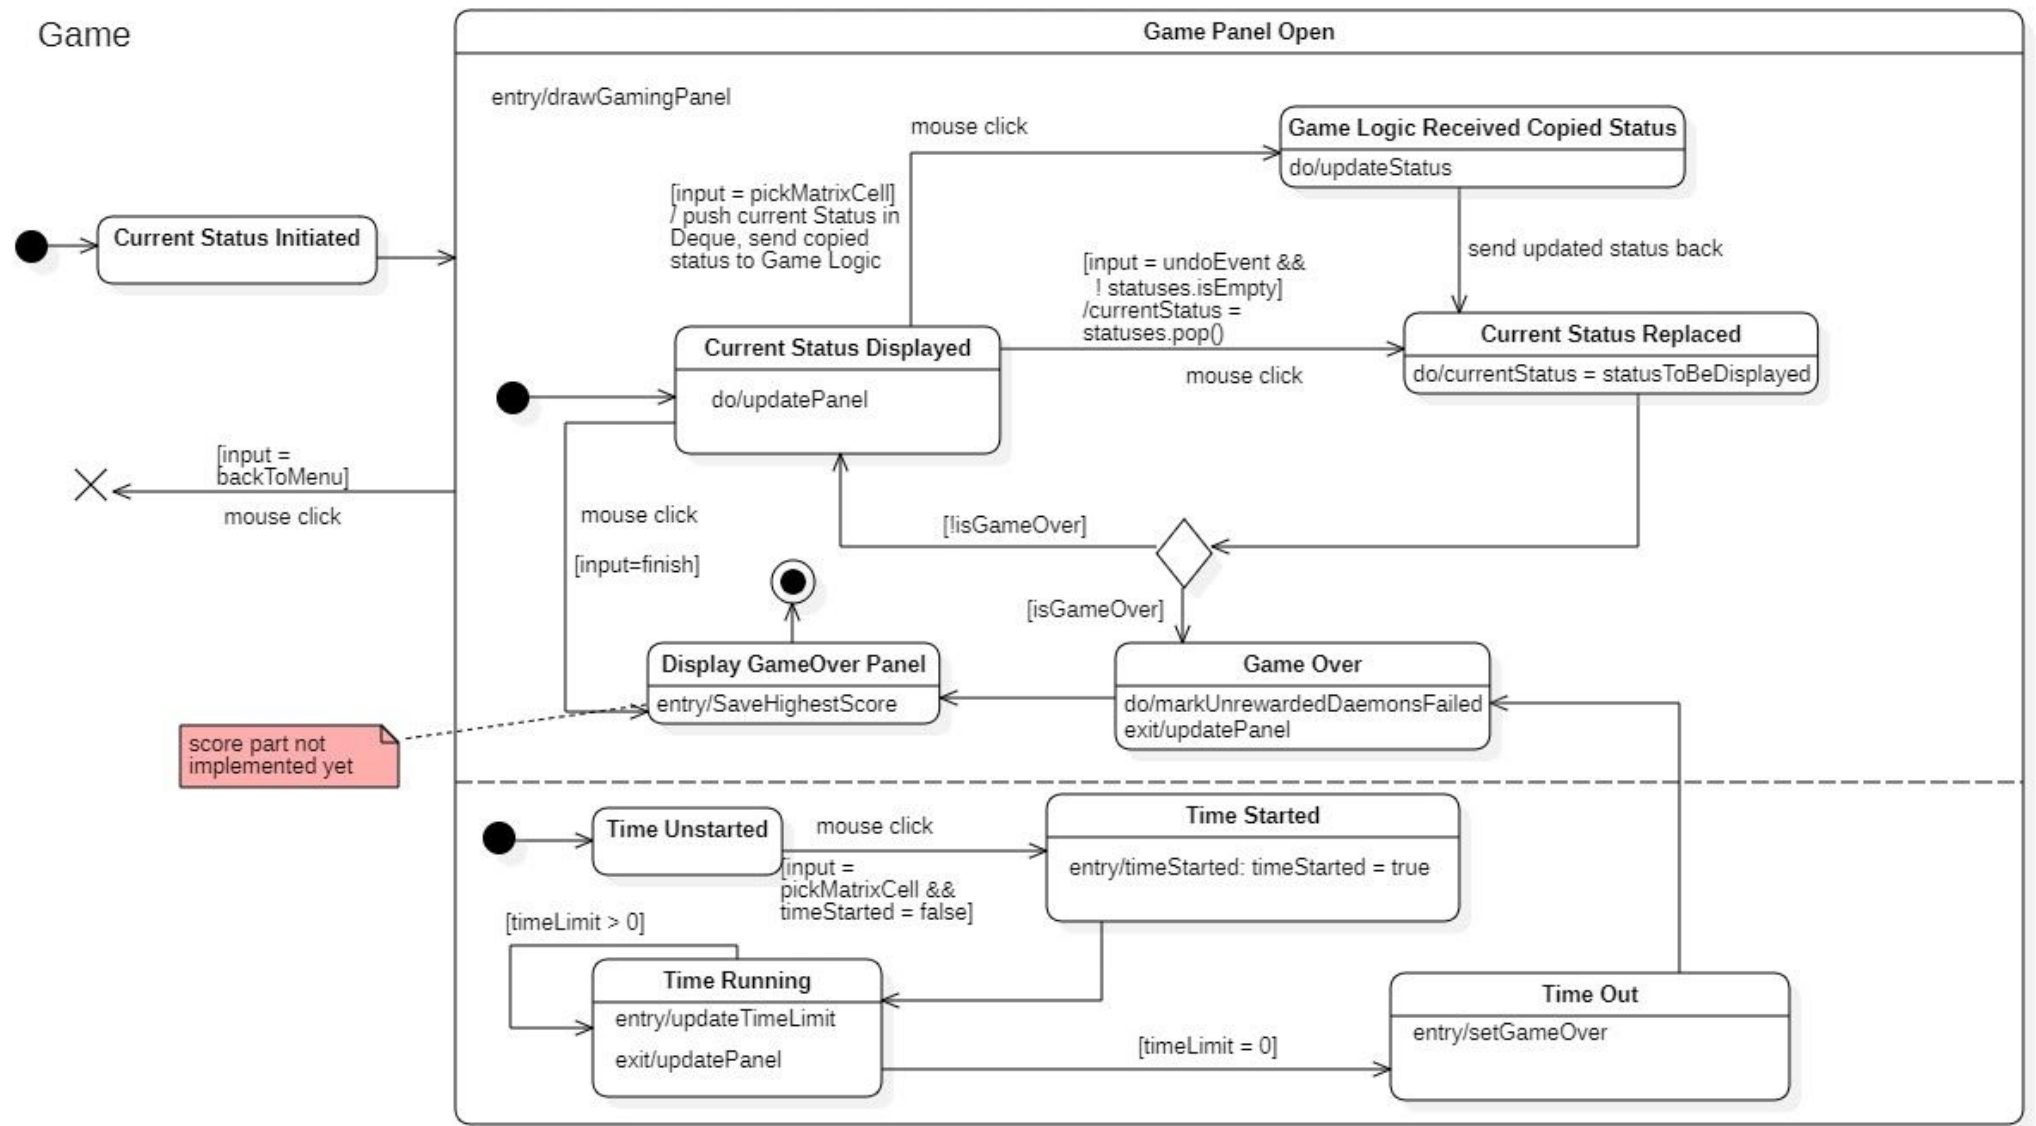 Game
Game Panel Open
entry/drawGamingPanel
mouse click
Game Logic Received Copied Status
do/updateStatus
[input = pickMatrixCell]
/ push current Status in
Deque, send copied
status to Game Logic
Current Status Initiated
send updated status back
[input = undoEvent &&
! statuses.isEmpty]
/currentStatus =
statuses.pop()
mouse click
Current Status Displayed
do/updatePanel
Current Status Replaced
do/currentStatus = statusToBeDisplayed
[input =
backToMenu]
mouse click
mouse click
[input=finish]
[!isGameOver]
[isGameOver]
Display GameOver Panel
entry/SaveHighestScore
Game Over
do/markUnrewardedDaemonsFailed
exit/updatePanel
score part not
implemented yet
Time Unstarted
mouse click
[input =
pickMatrixCell &&
timeStarted = false]
Time Started
entry/timeStarted: timeStarted = true
[timeLimit > 0]
Time Running
entry/updateTimeLimit
exit/updatePanel
[timeLimit = 0]
Time Out
entry/setGameOver